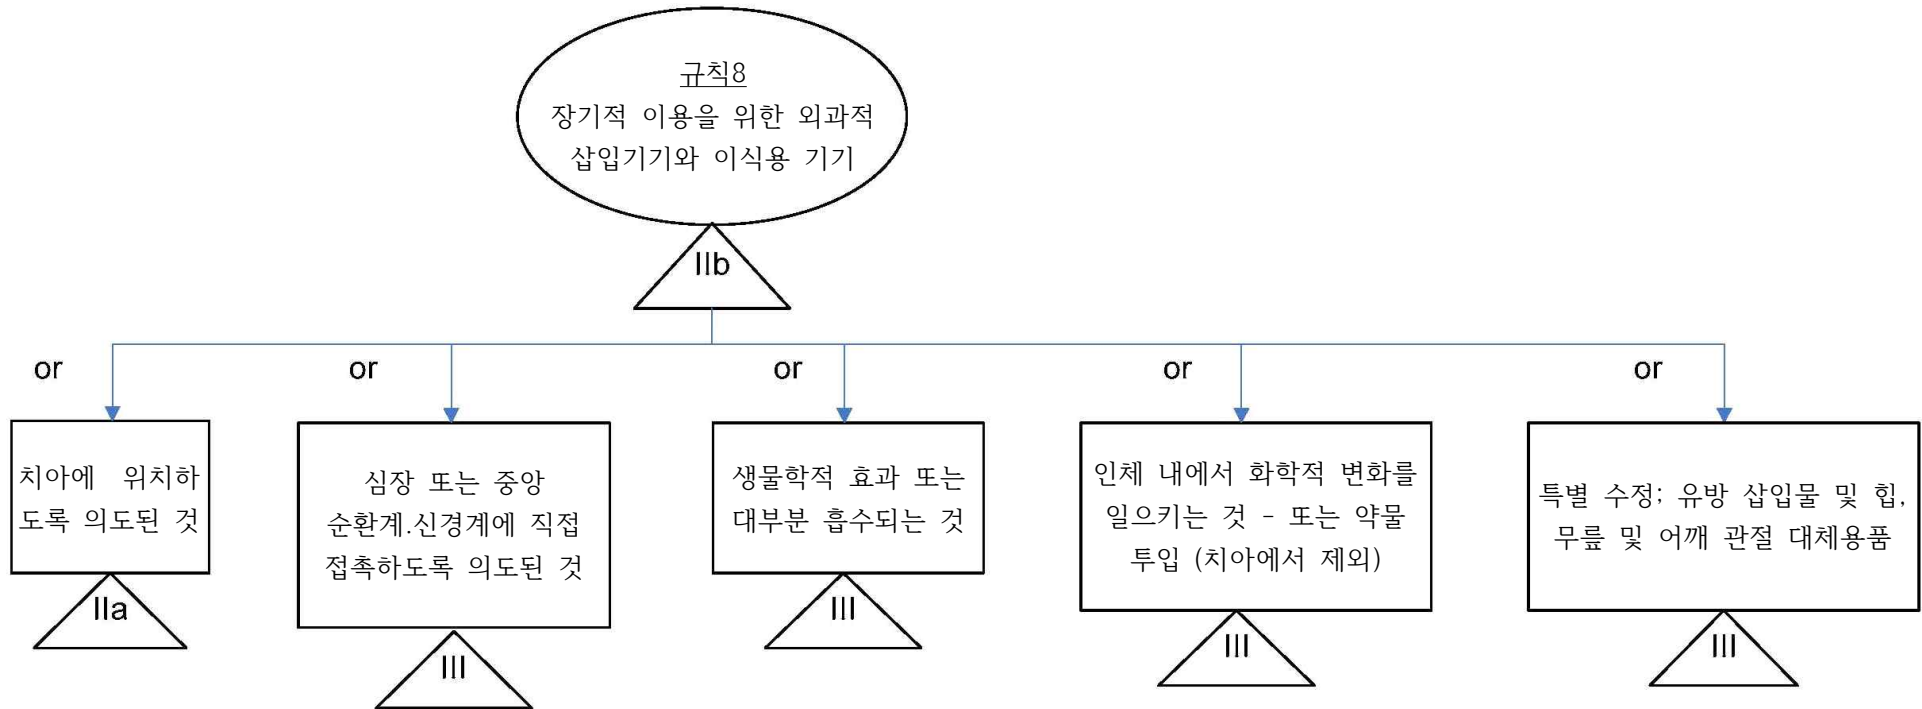 규칙8
장기적 이용을 위한 외과적
삽입기기와 이식용 기기
IIb
or
or
or
or
or
치아에 위치하
도록 의도된 것
IIa
심장 또는 중앙
순환계.신경계에 직접
접촉하도록 의도된 것
III
생물학적 효과 또는
대부분 흡수되는 것
III
인체 내에서 화학적 변화를
일으키는 것 - 또는 약물
투입 (치아에서 제외)
III
특별 수정; 유방 삽입물 및 힙,
무릎 및 어깨 관절 대체용품
III